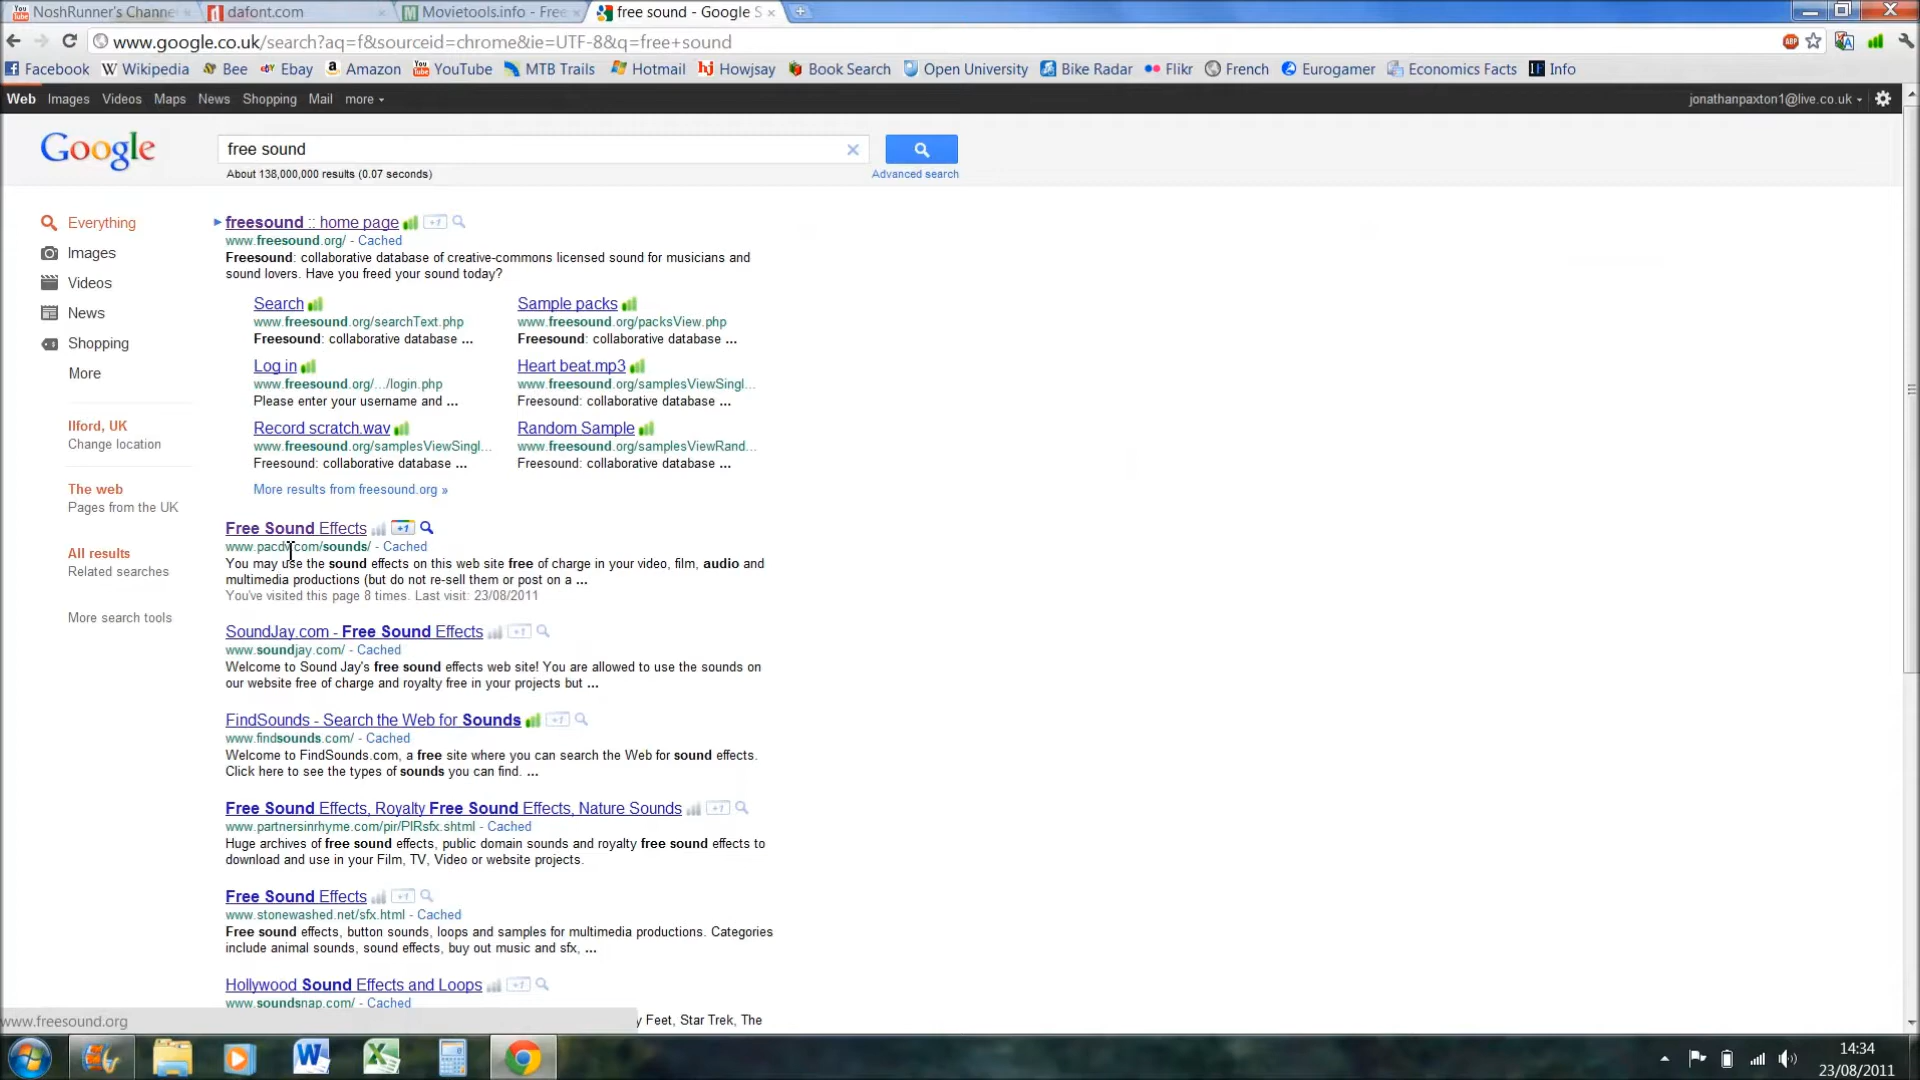 NoshRunner's Channe
dafont.com
Movietools.info - Free
free sound - Google S
www.google.co.uk/search?aq=f&sourceid=chrome&ie=UTF-8&q=free+sound
Facebook Wikipedia Bee Ebay Amazon YouTube MTB Trails Hotmail Howjsay Book Search Open University Bike Radar Flikr French Eurogamer Economics Facts Info
Web Images Videos Maps News Shopping Mail more
jonathanpaxton1@live.co.uk
Google
free sound
About 138,000,000 results (0.07 seconds)
Advanced search
Everything
Images
Videos
News
Shopping
More
Ilford, UK
Change location
The web
Pages from the UK
All results
Related searches
More search tools
freesound :: home page +1
www.freesound.org/ - Cached
Freesound: collaborative database of creative-commons licensed sound for musicians and
sound lovers. Have you freed your sound today?
Search
www.freesound.org/searchText.php
Freesound: collaborative database ...
Sample packs
www.freesound.org/packsView.php
Freesound: collaborative database ...
Log in
www.freesound.org/.../login.php
Please enter your username and ...
Heart beat.mp3
www.freesound.org/samplesViewSingl...
Freesound: collaborative database ...
Record scratch.wav
www.freesound.org/samplesViewSingl...
Freesound: collaborative database ...
Random Sample
www.freesound.org/samplesViewRand...
Freesound: collaborative database ...
More results from freesound.org »
Free Sound Effects +1
www.pacdv.com/sounds/ - Cached
You may use the sound effects on this web site free of charge in your video, film, audio and
multimedia productions (but do not re-sell them or post on a ...
You've visited this page 8 times. Last visit: 23/08/2011
SoundJay.com - Free Sound Effects +1
www.soundjay.com/ - Cached
Welcome to Sound Jay's free sound effects web site! You are allowed to use the sounds on
our website free of charge and royalty free in your projects but ...
FindSounds - Search the Web for Sounds +1
www.findsounds.com/ - Cached
Welcome to FindSounds.com, a free site where you can search the Web for sound effects.
Click here to see the types of sounds you can find. ...
Free Sound Effects, Royalty Free Sound Effects, Nature Sounds +1
www.partnersinrhyme.com/pir/PIRsfx.shtml - Cached
Huge archives of free sound effects, public domain sounds and royalty free sound effects to
download and use in your Film, TV, Video or website projects.
Free Sound Effects +1
www.stonewashed.net/sfx.html - Cached
Free sound effects, button sounds, loops and samples for multimedia productions. Categories
include animal sounds, sound effects, buy out music and sfx, ...
Hollywood Sound Effects and Loops +1
www.soundsnap.com/ - Cached
y Feet, Star Trek, The
www.freesound.org
14:34
23/08/2011